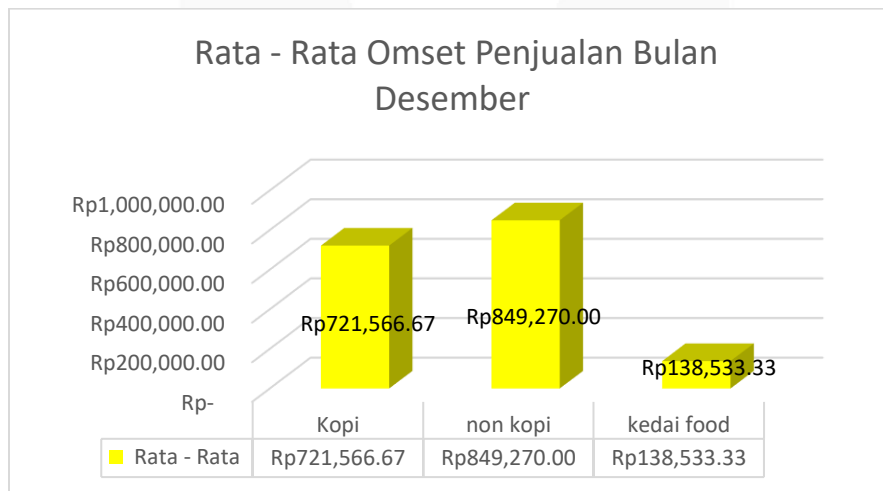 Rata - Rata Omset Penjualan Bulan
Desember
Rp1,000,000.00
Rp800,000.00
Rp600,000.00
Rp400,000.00
Rp200,000.00
Rp-
Rp721,566.67
Rp849,270.00
Rp138,533.33
Kopi non kopi kedai food
Rata - Rata Rp721,566.67 Rp849,270.00 Rp138,533.33